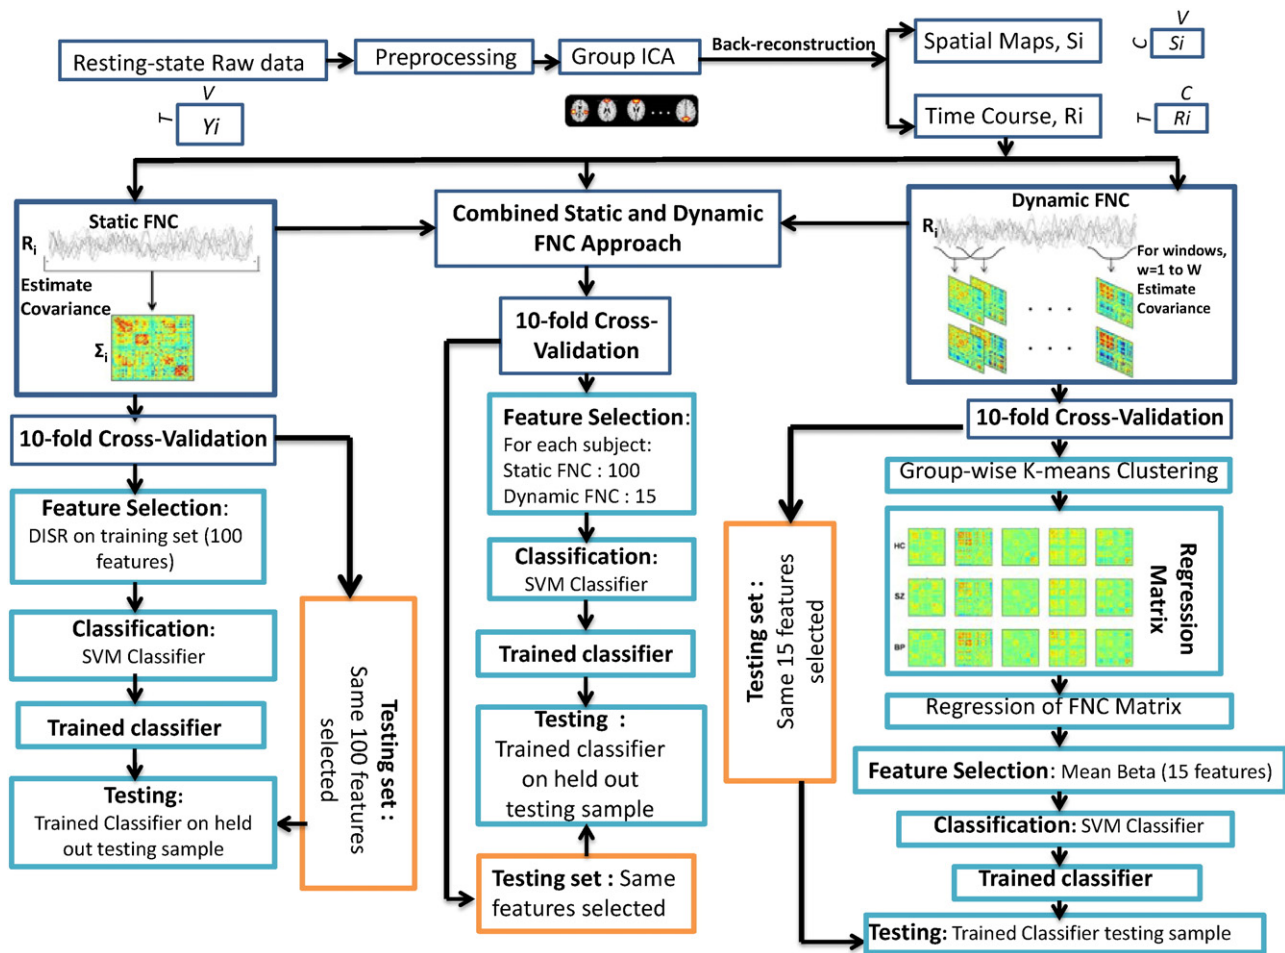 Resting-state Raw data
Preprocessing
Group ICA
Back-reconstruction
Spatial Maps, Si
V
C
Si
V
T
Yi
Time Course, Ri
C
T
Ri
Static FNC
Ri
Estimate
Covariance
Σi
Combined Static and Dynamic
FNC Approach
Dynamic FNC
Ri
For windows,
w=1 to W
Estimate
Covariance
10-fold Cross-Validation
Feature Selection:
DISR on training set (100
features)
Classification:
SVM Classifier
Trained classifier
Testing:
Trained Classifier on held
out testing sample
Testing set :
Same 100 features
selected
10-fold Cross-
Validation
Feature Selection:
For each subject:
Static FNC : 100
Dynamic FNC : 15
Classification:
SVM Classifier
Trained classifier
Testing :
Trained classifier
on held out
testing sample
Testing set : Same
features selected
10-fold Cross-Validation
Testing set :
Same 15 features
selected
Group-wise K-means Clustering
HC
SZ
BP
Regression
Matrix
Regression of FNC Matrix
Feature Selection: Mean Beta (15 features)
Classification: SVM Classifier
Trained classifier
Testing: Trained Classifier testing sample